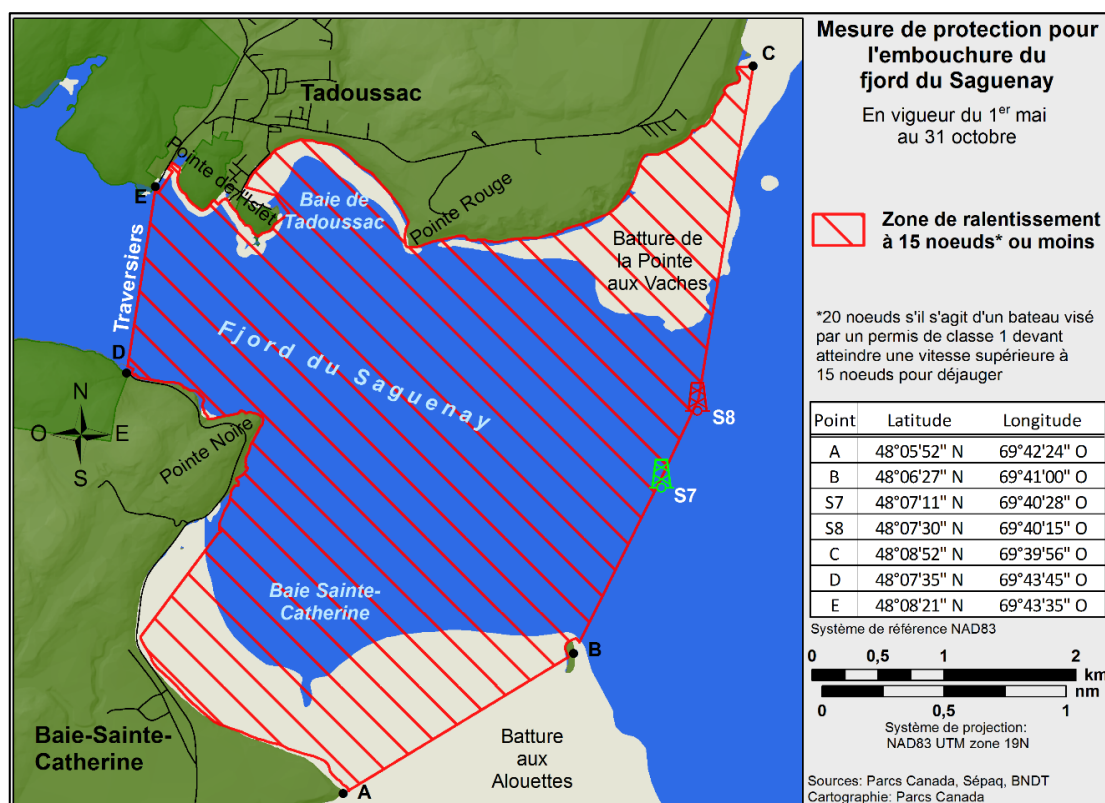 Mesure de protection pour
l'embouchure du
fjord du Saguenay
En vigueur du 1er mai
au 31 octobre
Zone de ralentissement
à 15 noeuds* ou moins
*20 noeuds s'il s'agit d'un bateau visé
par un permis de classe 1 devant
atteindre une vitesse supérieure à
15 noeuds pour déjauger
Point Latitude Longitude
A 48°05'52" N 69°42'24" O
B 48°06'27" N 69°41'00" O
S7 48°07'11" N 69°40'28" O
S8 48°07'30" N 69°40'15" O
C 48°08'52" N 69°39'56" O
D 48°07'35" N 69°43'45" O
E 48°08'21" N 69°43'35" O
Système de référence NAD83
0 0,5 1 2
km
nm
0 0,5 1
Système de projection:
NAD83 UTM zone 19N
Sources: Parcs Canada, Sépaq, BNDT
Cartographie: Parcs Canada
C
Tadoussac
Pointe de l'Islet
E
Baie de
Tadoussac
Pointe Rouge
Batture de
la Pointe
aux Vaches
Traversiers
Fjord du Saguenay
D
N
O E
S
Pointe Noire
S8
S7
Baie Sainte-
Catherine
B
Baie-Sainte-
Catherine
Batture
aux
Alouettes
A